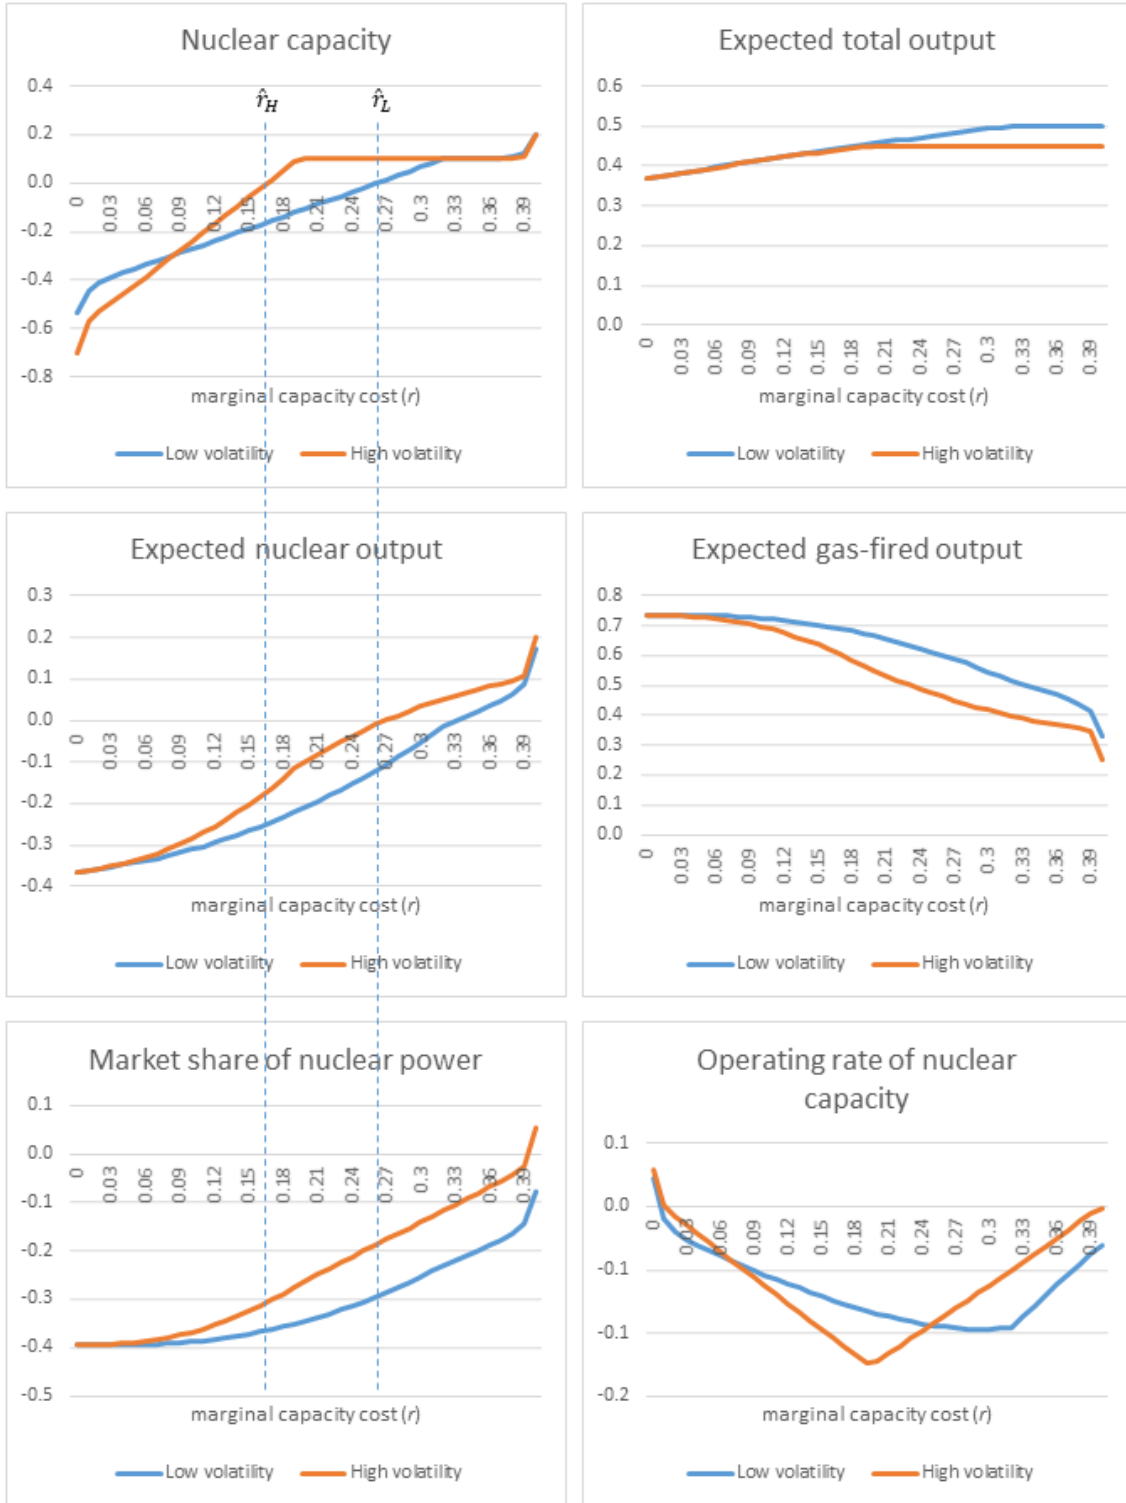 Nuclear capacity
0.4
0.2
0.0
-0.2
-0.4
-0.6
-0.8
r̂H
r̂L
0 0.03 0.06 0.09 0.12 0.15 0.18 0.21 0.24 0.27 0.3 0.33 0.36 0.39
marginal capacity cost (r)
Low volatility High volatility
Expected total output
0.6
0.5
0.4
0.3
0.2
0.1
0.0
0 0.03 0.06 0.09 0.12 0.15 0.18 0.21 0.24 0.27 0.3 0.33 0.36 0.39
marginal capacity cost (r)
Low volatility High volatility
Expected nuclear output
0.3
0.2
0.1
0.0
-0.1
-0.2
-0.3
-0.4
0 0.03 0.06 0.09 0.12 0.15 0.18 0.21 0.24 0.27 0.3 0.33 0.36 0.39
marginal capacity cost (r)
Low volatility High volatility
Expected gas-fired output
0.8
0.7
0.6
0.5
0.4
0.3
0.2
0.1
0.0
0 0.03 0.06 0.09 0.12 0.15 0.18 0.21 0.24 0.27 0.3 0.33 0.36 0.39
marginal capacity cost (r)
Low volatility High volatility
Market share of nuclear power
0.1
0.0
-0.1
-0.2
-0.3
-0.4
-0.5
0 0.03 0.06 0.09 0.12 0.15 0.18 0.21 0.24 0.27 0.3 0.33 0.36 0.39
marginal capacity cost (r)
Low volatility High volatility
Operating rate of nuclear
capacity
0.1
0.0
-0.1
-0.1
-0.2
0 0.03 0.06 0.09 0.12 0.15 0.18 0.21 0.24 0.27 0.3 0.33 0.36 0.39
marginal capacity cost (r)
Low volatility High volatility